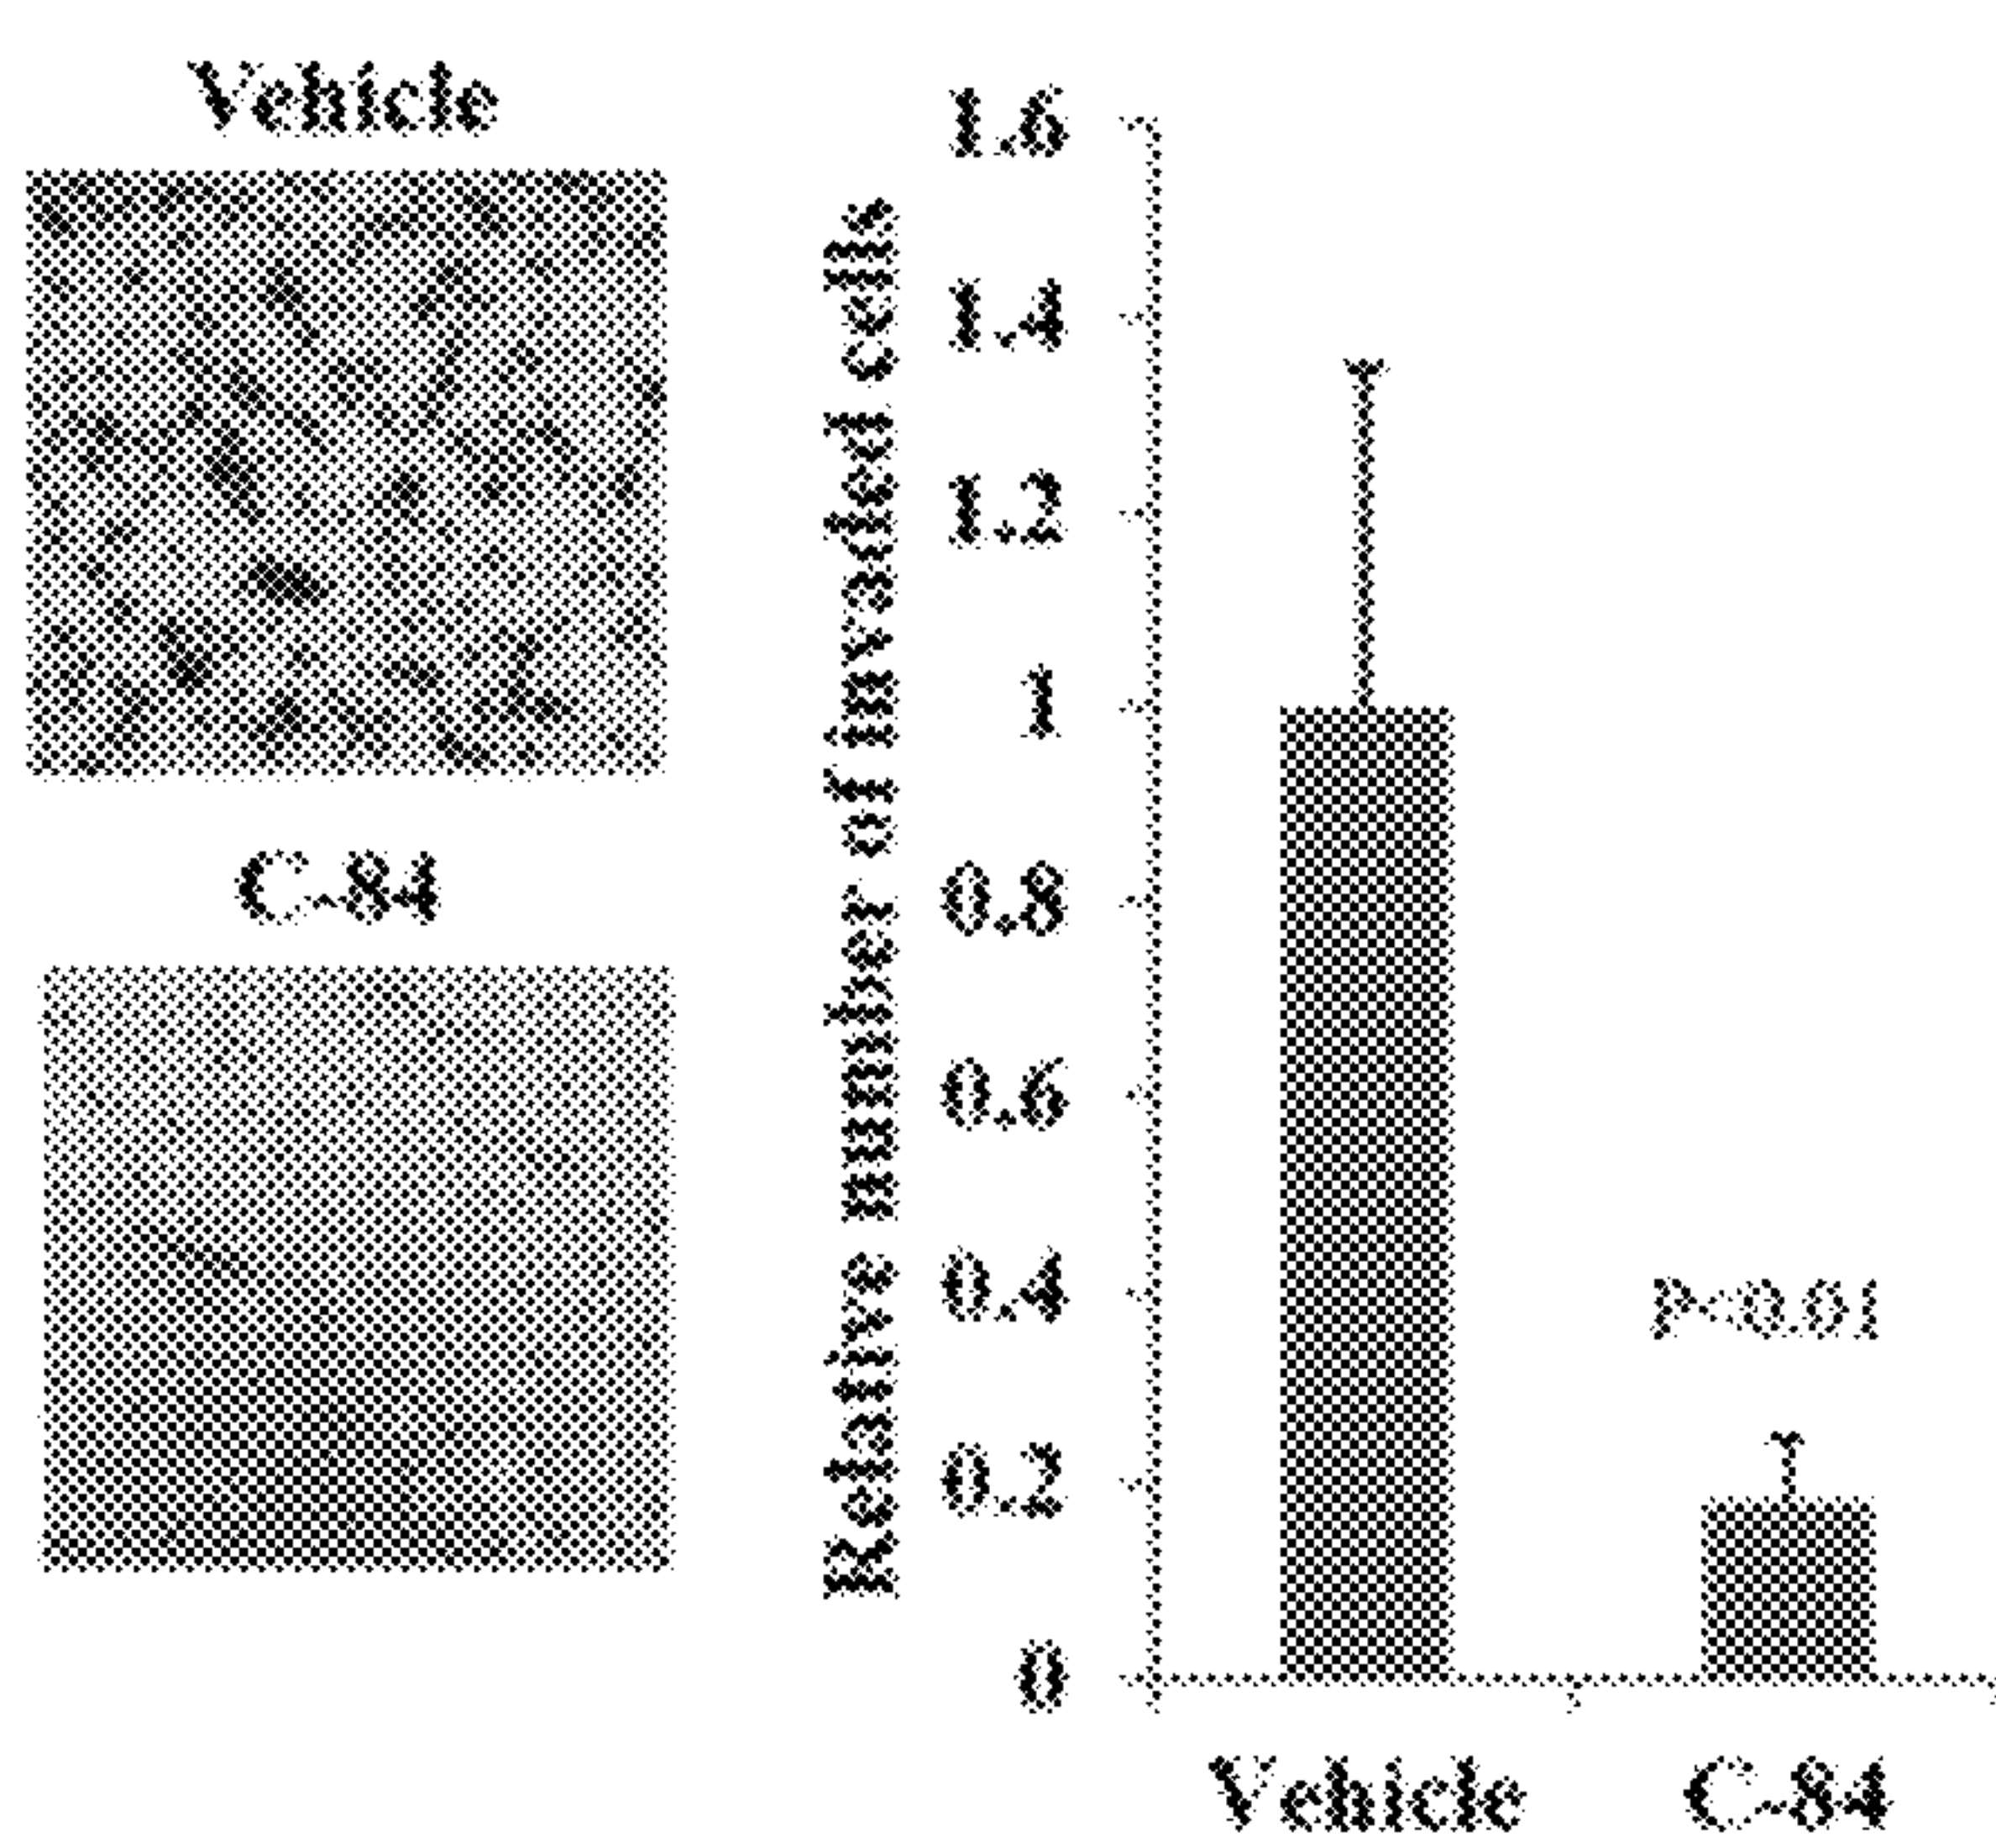 Vehicle
C-84
Relative number of invaded cells
1.6
1.4
1.2
1
0.8
0.6
0.4
0.2
0
P<0.01
Vehicle
C-84